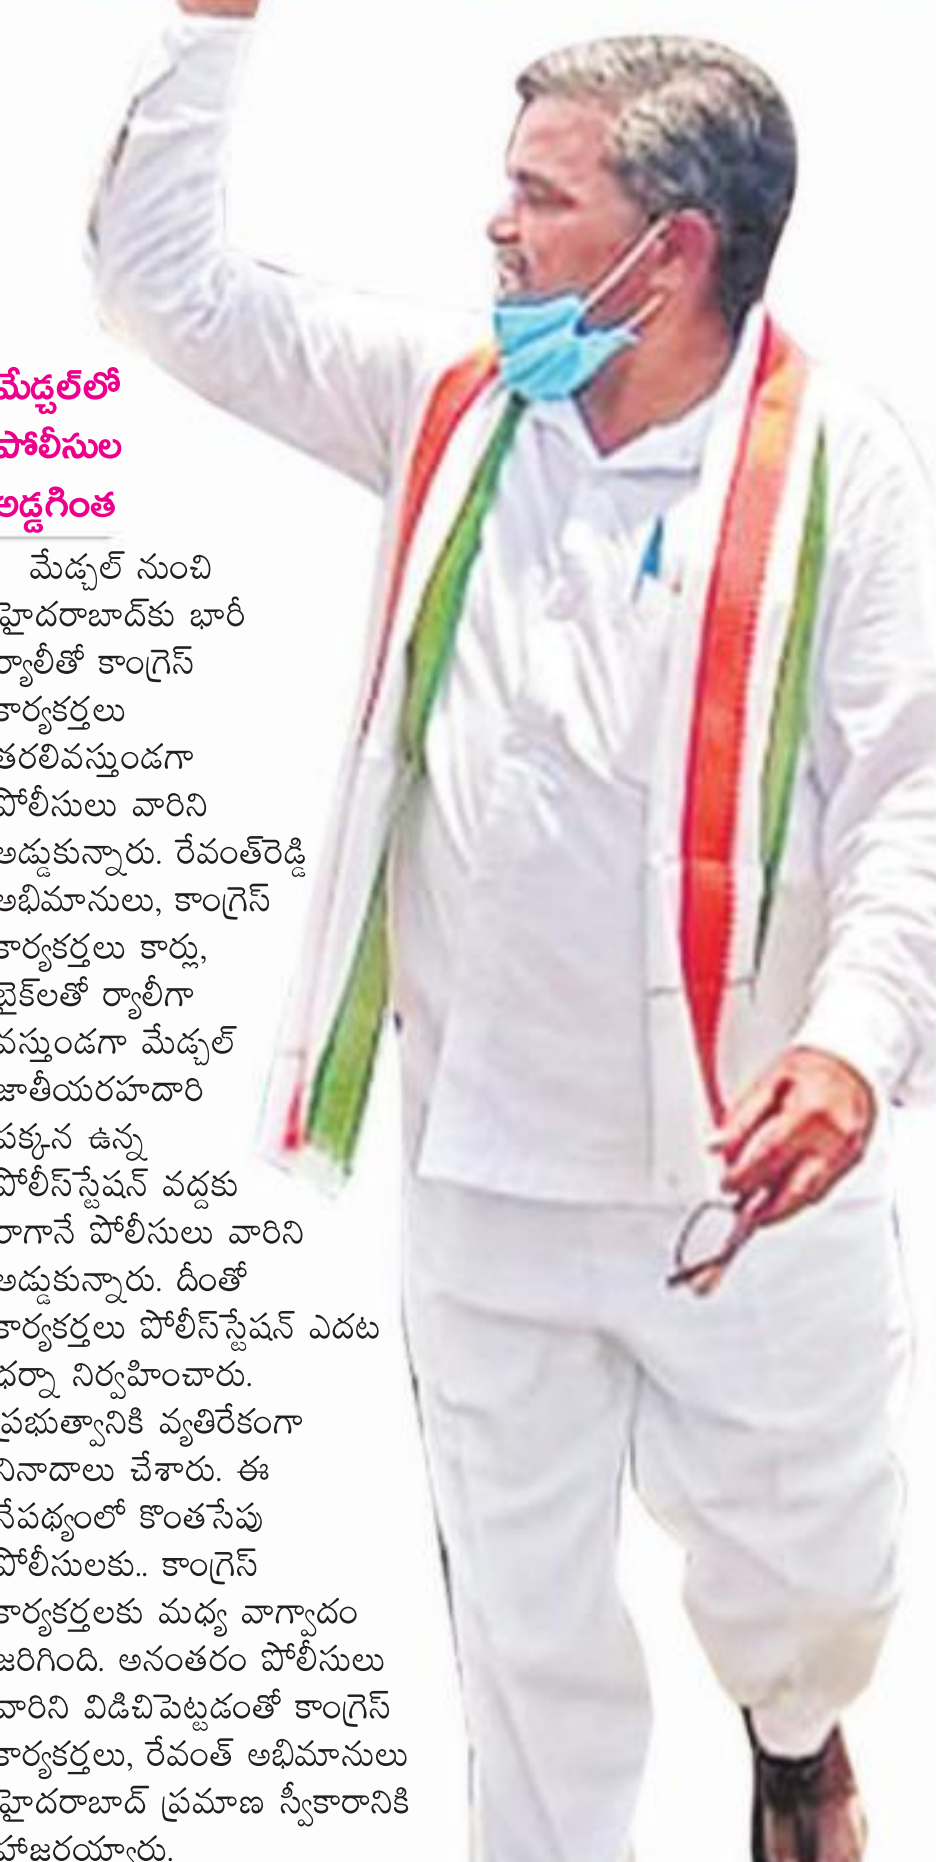 మేడ్చల్‌లో
పోలీసుల
అడ్డగింత
మేడ్చల్ నుంచి
హైదరాబాద్‌కు భారీ
ర్యాలీతో కాంగ్రెస్
కార్యకర్తలు
తరలివస్తుండగా
పోలీసులు వారిని
అడ్డుకున్నారు. రేవంత్‌రెడ్డి
అభిమానులు, కాంగ్రెస్
కార్యకర్తలు కార్లు,
బైక్‌లతో ర్యాలీగా
వస్తుండగా మేడ్చల్
జాతీయరహదారి
పక్కన ఉన్న
పోలీస్‌స్టేషన్ వద్దకు
రాగానే పోలీసులు వారిని
అడ్డుకున్నారు. దీంతో
కార్యకర్తలు పోలీస్‌స్టేషన్ ఎదట
ధర్నా నిర్వహించారు.
ప్రభుత్వానికి వ్యతిరేకంగా
నినాదాలు చేశారు. ఈ
నేపథ్యంలో కొంతసేపు
పోలీసులకు.. కాంగ్రెస్
కార్యకర్తలకు మధ్య వాగ్వాదం
జరిగింది. అనంతరం పోలీసులు
వారిని విడిచిపెట్టడంతో కాంగ్రెస్
కార్యకర్తలు, రేవంత్ అభిమానులు
హైదరాబాద్ ప్రమాణ స్వీకారానికి
హాజరయ్యారు.